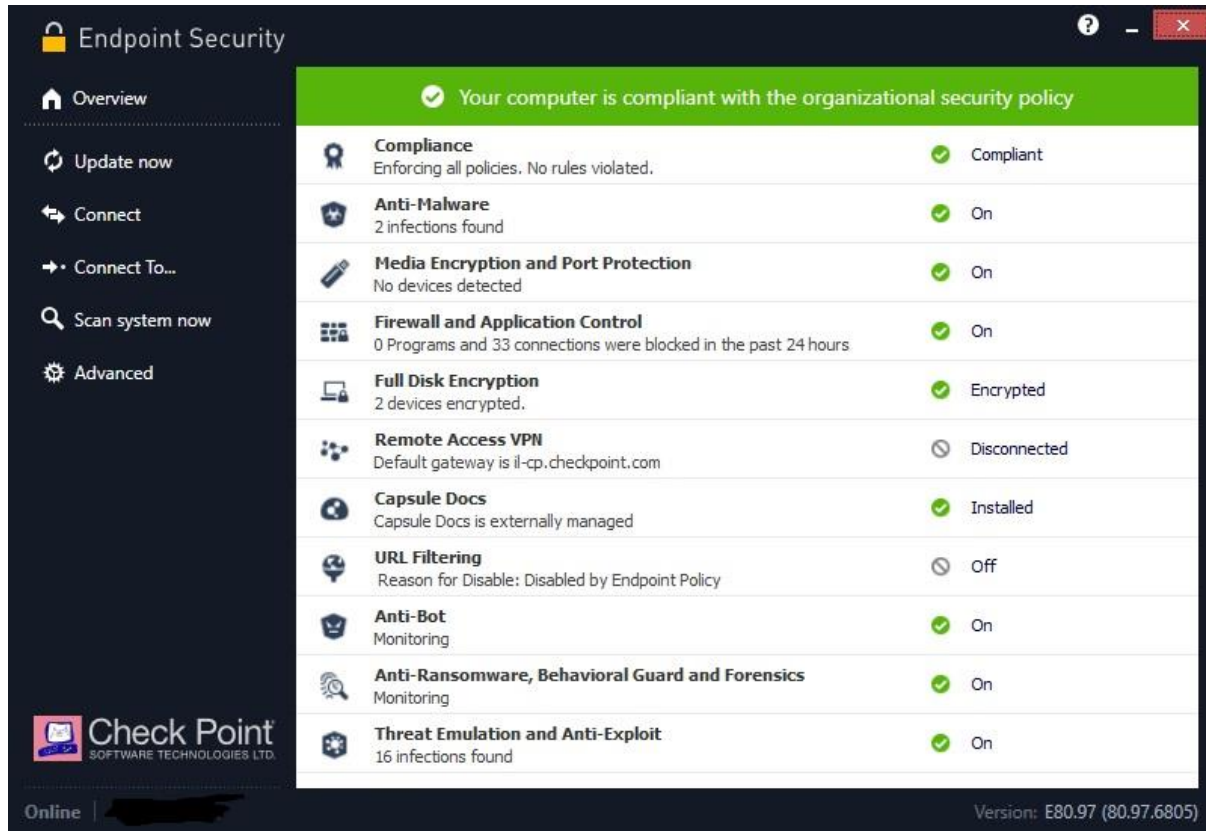 Endpoint Security
?
Overview
Update now
Connect
Connect To...
Scan system now
Advanced
Your computer is compliant with the organizational security policy
Compliance
Enforcing all policies. No rules violated.
Compliant
Anti-Malware
2 infections found
On
Media Encryption and Port Protection
No devices detected
On
Firewall and Application Control
0 Programs and 33 connections were blocked in the past 24 hours
On
Full Disk Encryption
2 devices encrypted.
Encrypted
Remote Access VPN
Default gateway is il-cp.checkpoint.com
Disconnected
Capsule Docs
Capsule Docs is externally managed
Installed
URL Filtering
Reason for Disable: Disabled by Endpoint Policy
Off
Anti-Bot
Monitoring
On
Anti-Ransomware, Behavioral Guard and Forensics
Monitoring
On
Threat Emulation and Anti-Exploit
16 infections found
On
Check Point
SOFTWARE TECHNOLOGIES LTD.
Online
Version: E80.97 (80.97.6805)